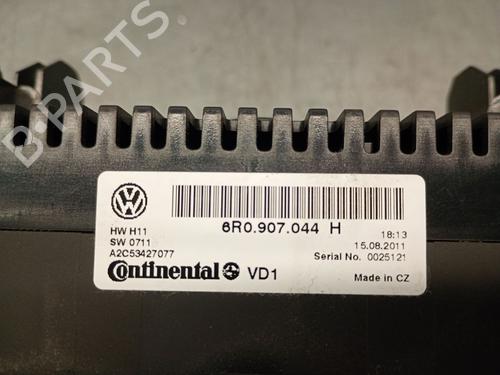 B-PARTS
6R0.907.044 H
HW H11
SW 0711
A2C53427077
18:13
15.08.2011
Serial No. 0025121
Continental VD1
Made in CZ